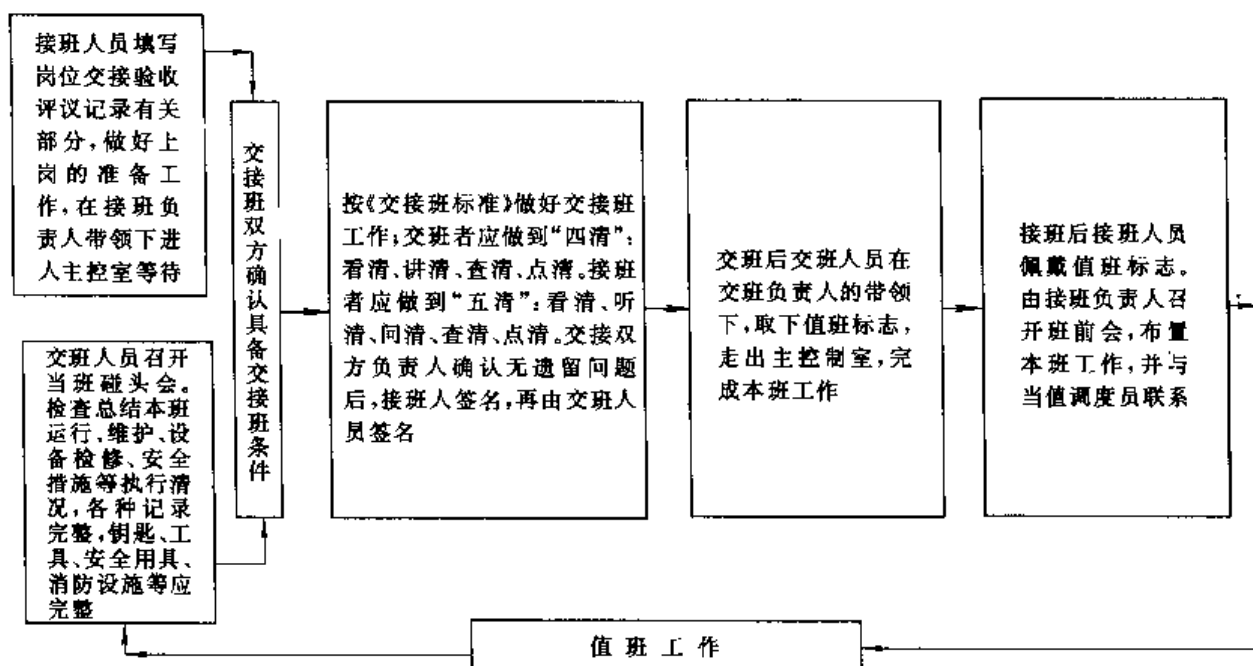 接班人员填写
岗位交接验收
评议记录有关
部分,做好上
岗的准备工
作,在接班负
责人带领下进
人主控室等待
交班人员召开
当班碰头会。
检查总结本班
运行、维护、设
备检修、安全
措施等执行情
况,各种记录
完整,钥匙、工
具、安全用具、
消防设施等应
完整
交接班双方确认具备交接班条件
按《交接班标准》做好交接班
工作;交班者应做到“四清”:
看清、讲清、查清、点清。接班
者应做到“五清”:看清、听
清、问清、查清、点清。交接双
方负责人确认无遗留问题
后,接班人签名,再由交班人
员签名
交班后交班人员在
交班负责人的带领
下,取下值班标志,
走出主控制室,完
成本班工作
接班后接班人员
佩戴值班标志。
由接班负责人召
开班前会,布置
本班工作,并与
当值调度员联系
值班工作